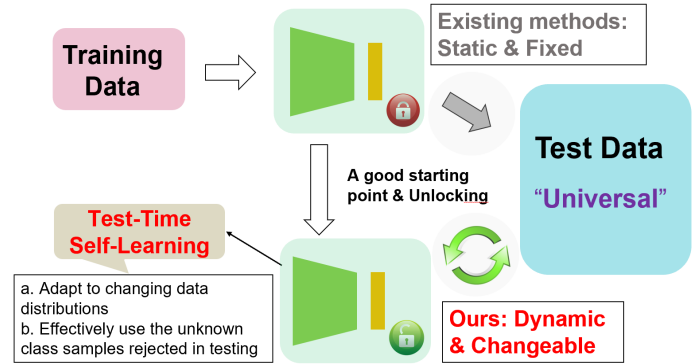 Training
Data
Existing methods:
Static & Fixed
Test Data
“Universal”
A good starting
point & Unlocking
Test-Time
Self-Learning
a. Adapt to changing data
distributions
b. Effectively use the unknown
class samples rejected in testing
Ours: Dynamic
& Changeable